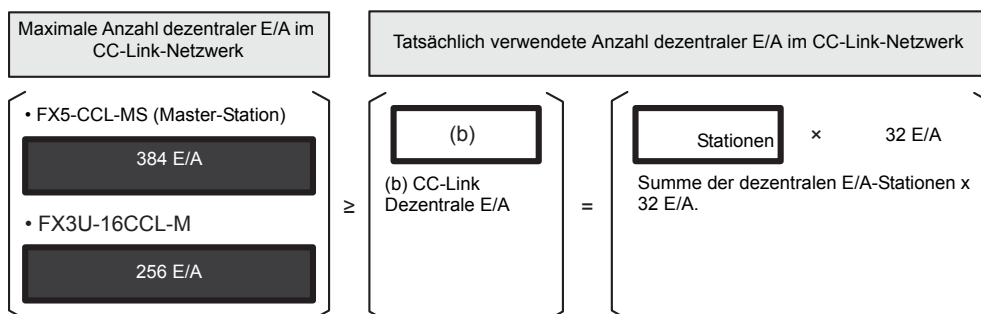 Maximale Anzahl dezentraler E/A im
CC-Link-Netzwerk
Tatsächlich verwendete Anzahl dezentraler E/A im CC-Link-Netzwerk
• FX5-CCL-MS (Master-Station)
384 E/A
• FX3U-16CCL-M
256 E/A
≥
(b)
(b) CC-Link
Dezentrale E/A
=
Stationen × 32 E/A
Summe der dezentralen E/A-Stationen x
32 E/A.